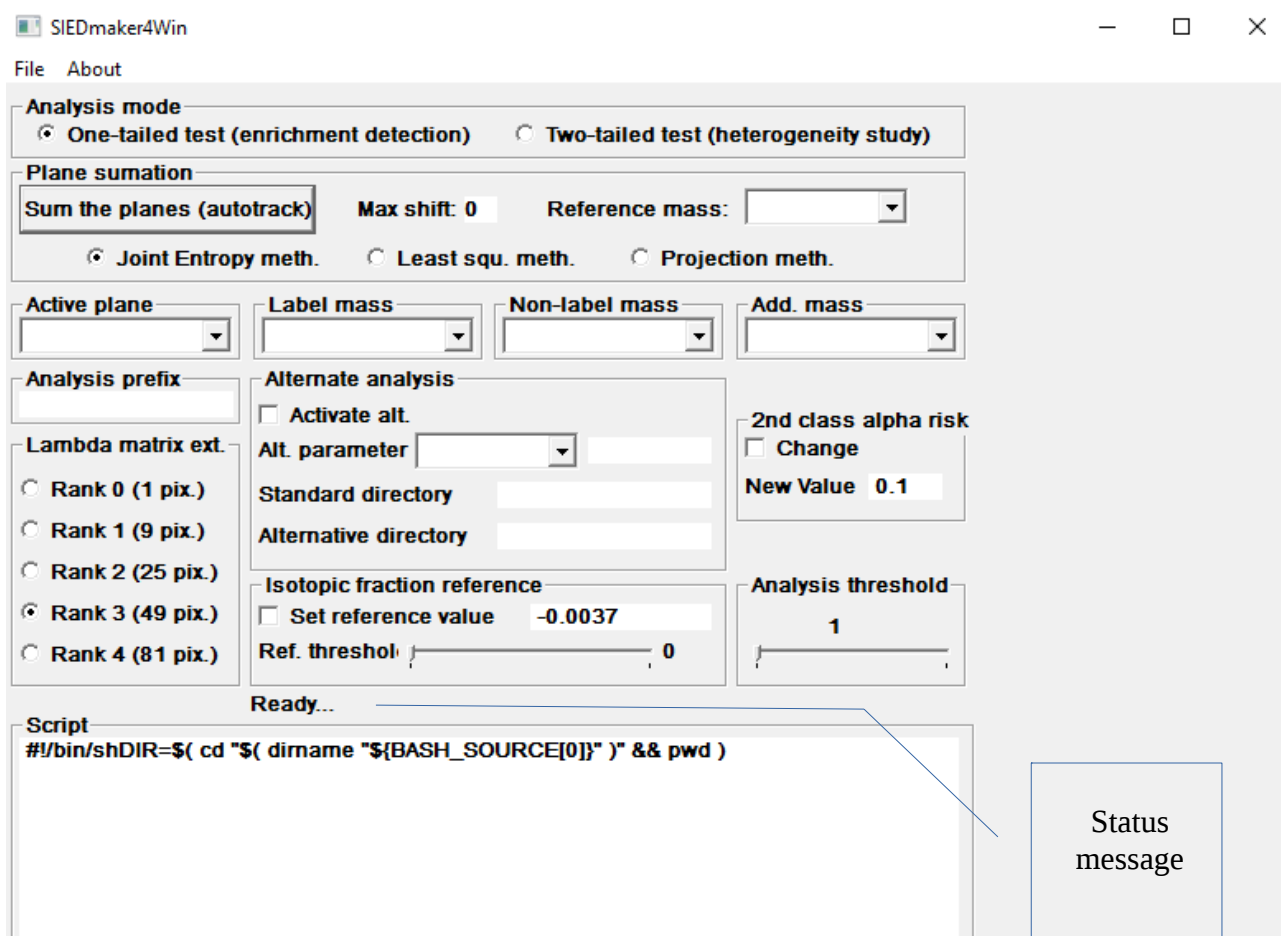 SIEDmaker4Win
File About
Analysis mode
One-tailed test (enrichment detection) Two-tailed test (heterogeneity study)
Plane sumation
Sum the planes (autotrack) Max shift: 0 Reference mass:
Joint Entropy meth. Least squ. meth. Projection meth.
Active plane Label mass Non-label mass Add. mass
Analysis prefix Alternate analysis
Activate alt.
2nd class alpha risk
Lambda matrix ext. Alt. parameter Change
Rank 0 (1 pix.) Standard directory New Value 0.1
Rank 1 (9 pix.) Alternative directory
Rank 2 (25 pix.)
Isotopic fraction reference Analysis threshold
Rank 3 (49 pix.) Set reference value -0.0037 1
Rank 4 (81 pix.) Ref. threshol 0
Ready...
Script
#!/bin/shDIR=$( cd "$( dirname "${BASH_SOURCE[0]}" )" && pwd )
Status
message